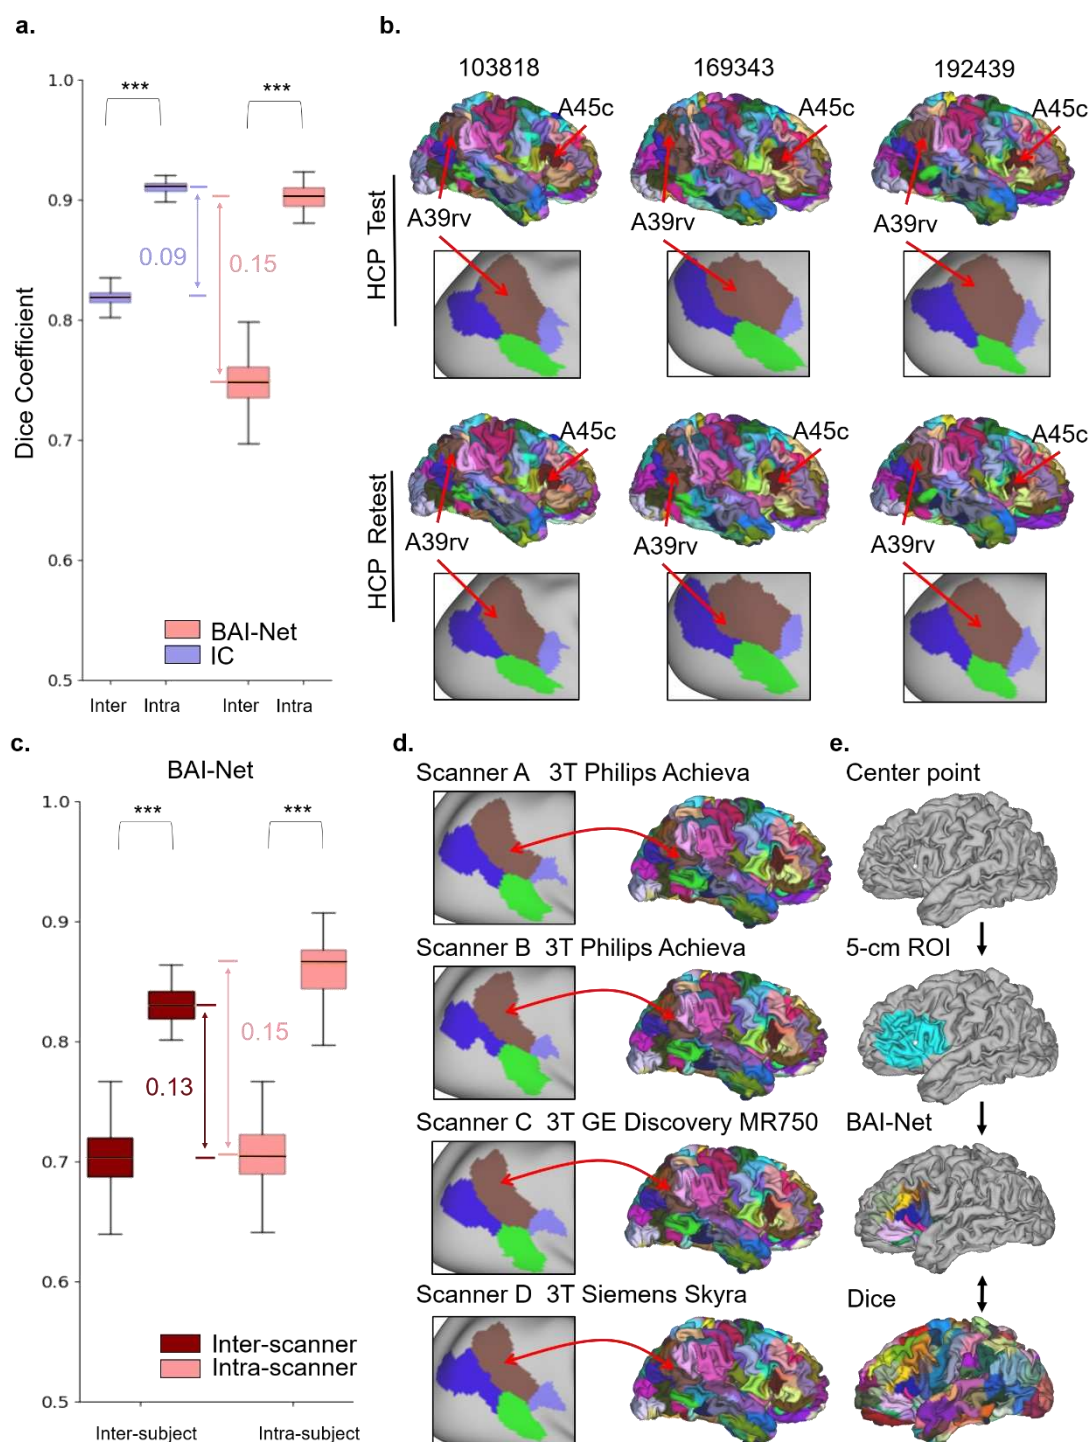 a.
1.0
0.9
0.8
0.7
0.6
0.5
Dice Coefficient
***
***
0.09
0.15
BAI-Net
IC
Inter
Intra
Inter
Intra
b.
103818
169343
192439
HCP Test
A45c
A45c
A45c
A39rv
A39rv
A39rv
HCP Retest
A45c
A45c
A45c
A39rv
A39rv
A39rv
c.
BAI-Net
1.0
0.9
0.8
0.7
0.6
0.5
***
***
0.13
0.15
Inter-scanner
Intra-scanner
Inter-subject
Intra-subject
d.
Scanner A 3T Philips Achieva
Scanner B 3T Philips Achieva
Scanner C 3T GE Discovery MR750
Scanner D 3T Siemens Skyra
e.
Center point
5-cm ROI
BAI-Net
Dice